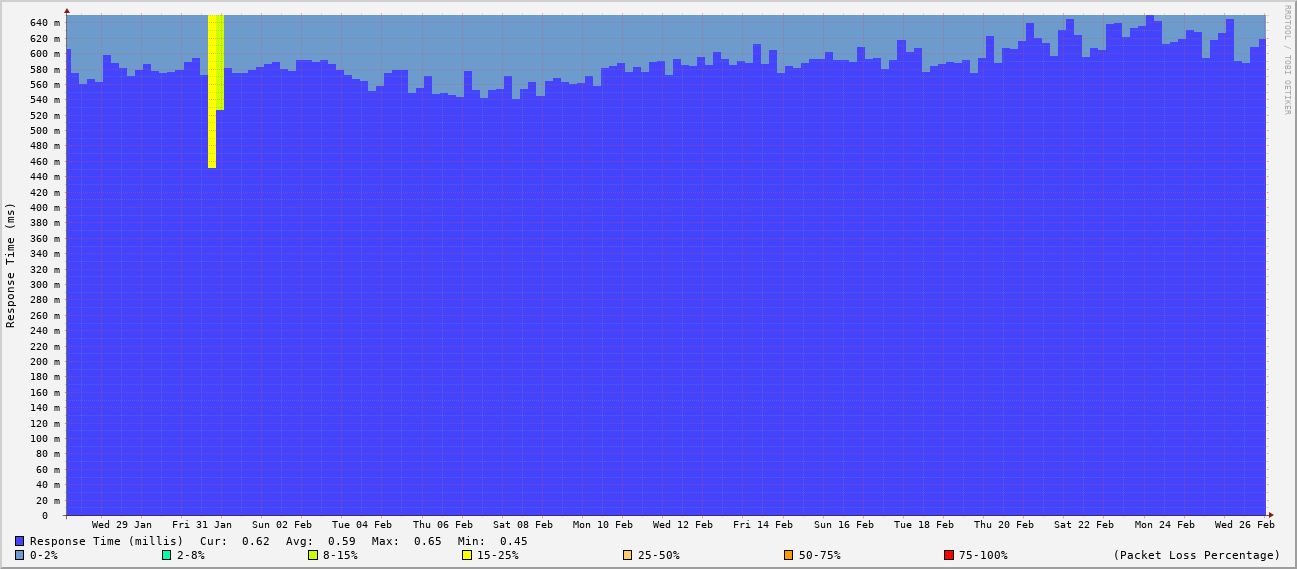 RRDTOOL / TOBI OETIKER
Response Time (ms)
640 m
620 m
600 m
580 m
560 m
540 m
520 m
500 m
480 m
460 m
440 m
420 m
400 m
380 m
360 m
340 m
320 m
300 m
280 m
260 m
240 m
220 m
200 m
180 m
160 m
140 m
120 m
100 m
80 m
60 m
40 m
20 m
0
Wed 29 Jan Fri 31 Jan Sun 02 Feb Tue 04 Feb Thu 06 Feb Sat 08 Feb Mon 10 Feb Wed 12 Feb Fri 14 Feb Sun 16 Feb Tue 18 Feb Thu 20 Feb Sat 22 Feb Mon 24 Feb Wed 26 Feb
Response Time (millis) Cur: 0.62 Avg: 0.59 Max: 0.65 Min: 0.45
0-2% 2-8% 8-15% 15-25% 25-50% 50-75% 75-100% (Packet Loss Percentage)